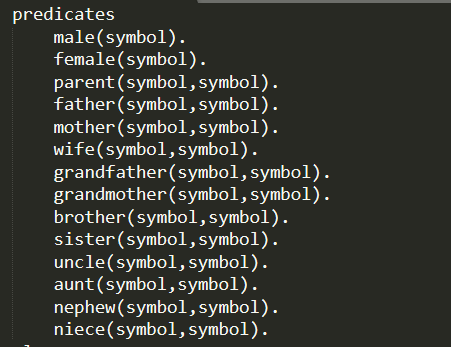 predicates
male(symbol).
female(symbol).
parent(symbol,symbol).
father(symbol,symbol).
mother(symbol,symbol).
wife(symbol,symbol).
grandfather(symbol,symbol).
grandmother(symbol,symbol).
brother(symbol,symbol).
sister(symbol,symbol).
uncle(symbol,symbol).
aunt(symbol,symbol).
nephew(symbol,symbol).
niece(symbol,symbol).